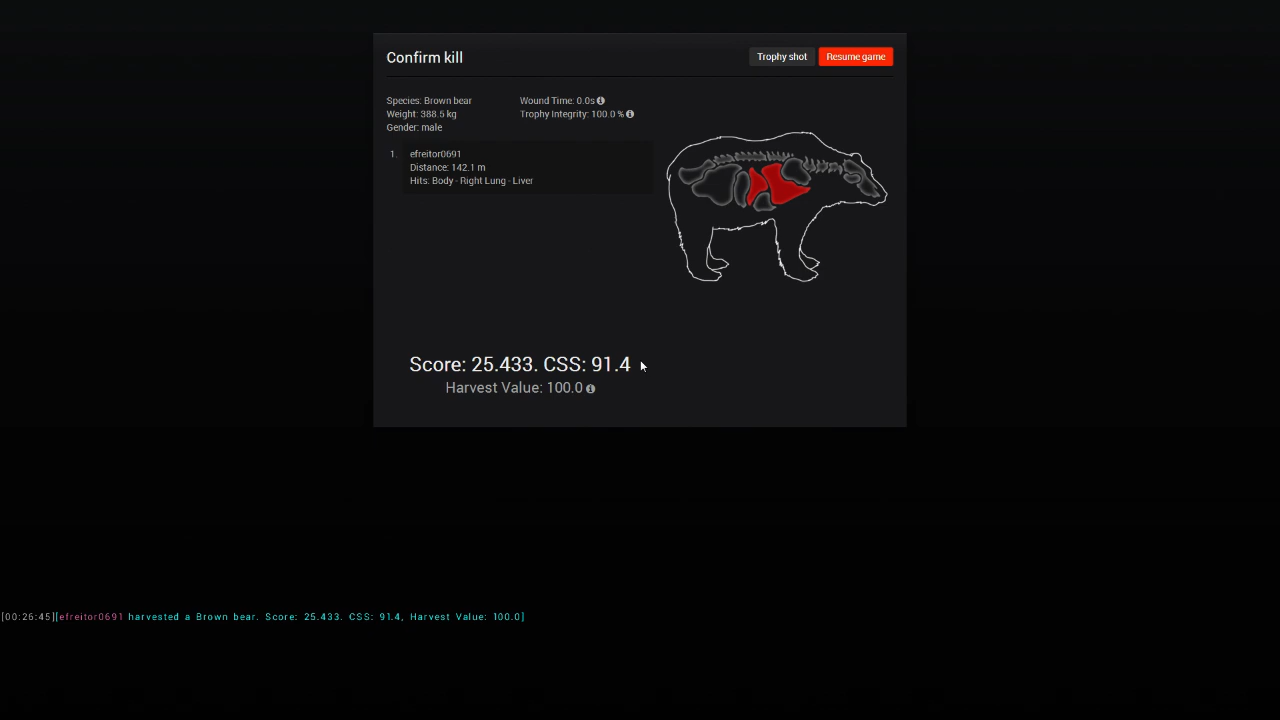 Confirm kill
Trophy shot
Resume game
Species: Brown bear
Weight: 388.5 kg
Gender: male
Wound Time: 0.0s
Trophy Integrity: 100.0 %
1. efreitor0691
Distance: 142.1 m
Hits: Body - Right Lung - Liver
Score: 25.433. CSS: 91.4
Harvest Value: 100.0
[00:26:45][efreitor0691 harvested a Brown bear. Score: 25.433. CSS: 91.4, Harvest Value: 100.0]